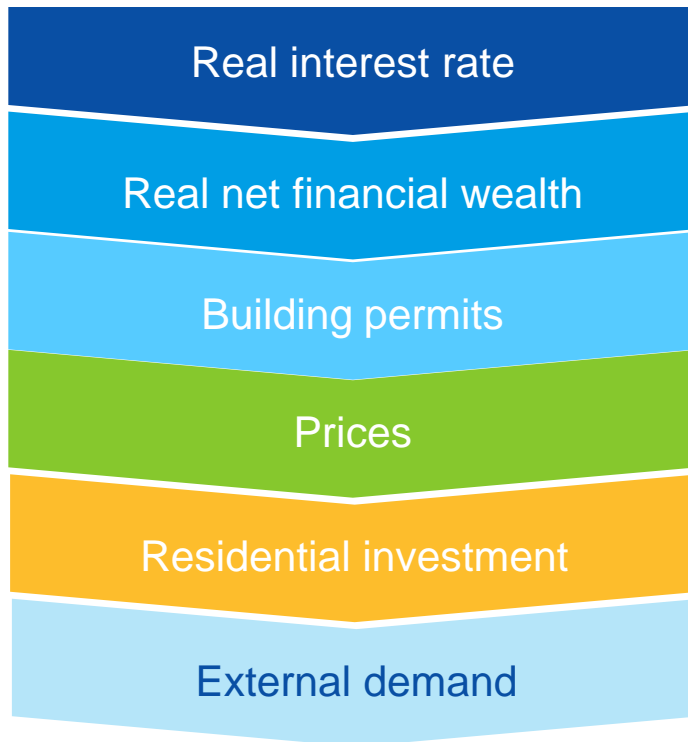 Real interest rate
Real net financial wealth
Building permits
Prices
Residential investment
External demand